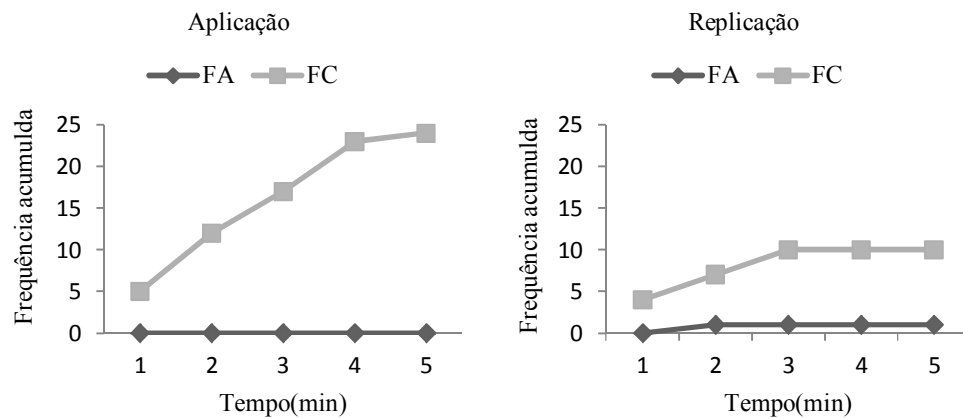 Aplicação
FA FC
Frequência acumulda
25
20
15
10
5
0
1 2 3 4 5
Tempo(min)
Replicação
FA FC
Frequência acumulda
25
20
15
10
5
0
1 2 3 4 5
Tempo(min)